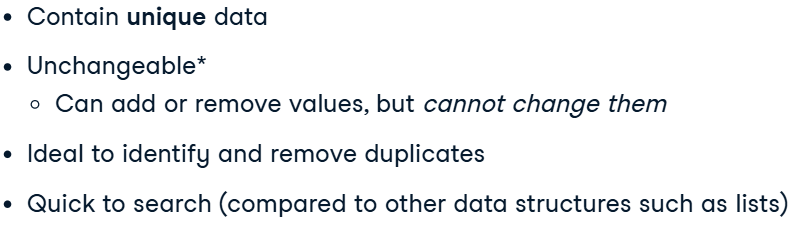 • Contain unique data
• Unchangeable*
◦ Can add or remove values, but cannot change them
• Ideal to identify and remove duplicates
• Quick to search (compared to other data structures such as lists)